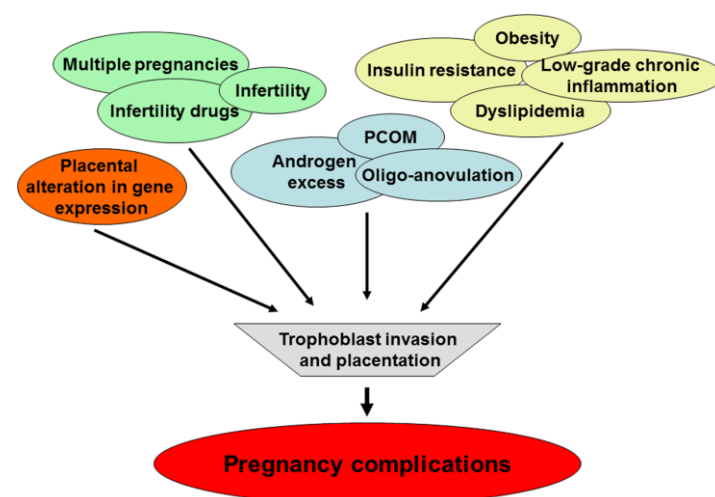 Multiple pregnancies
Infertility
Infertility drugs
Obesity
Insulin resistance
Low-grade chronic
inflammation
Dyslipidemia
PCOM
Androgen
excess
Oligo-anovulation
Placental
alteration in gene
expression
Trophoblast invasion
and placentation
Pregnancy complications